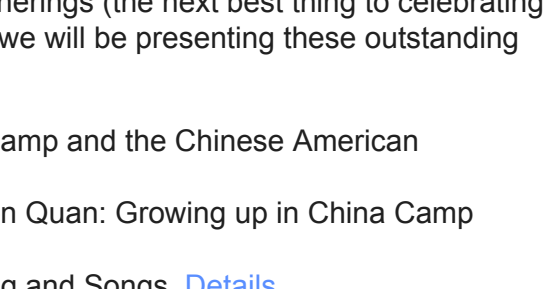 herings (the next best thing to celebrating
we will be presenting these outstanding
amp and the Chinese American
n Quan: Growing up in China Camp
g and Songs Details